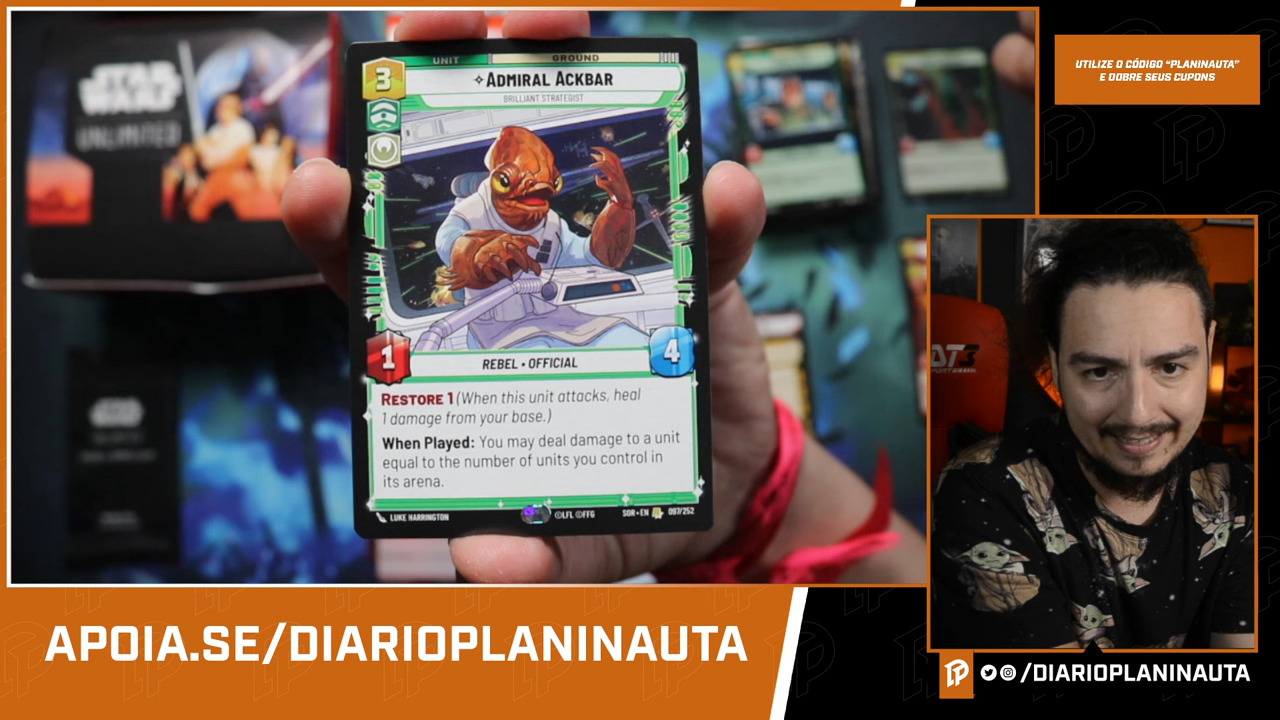 UTILIZE O CÓDIGO “PLANINAUTA”
E DOBRE SEUS CUPONS
STAR
WARS
UNLIMITED
UNIT
GROUND
3
ADMIRAL ACKBAR
BRILLIANT STRATEGIST
1
4
REBEL • OFFICIAL
RESTORE 1 (When this unit attacks, heal
1 damage from your base.)
When Played: You may deal damage to a unit
equal to the number of units you control in
its arena.
LUKE HARRINGTON
©LFL ©FFG
SOR • EN
097/252
DT3
APOIA.SE/DIARIOPLANINAUTA
/DIARIOPLANINAUTA